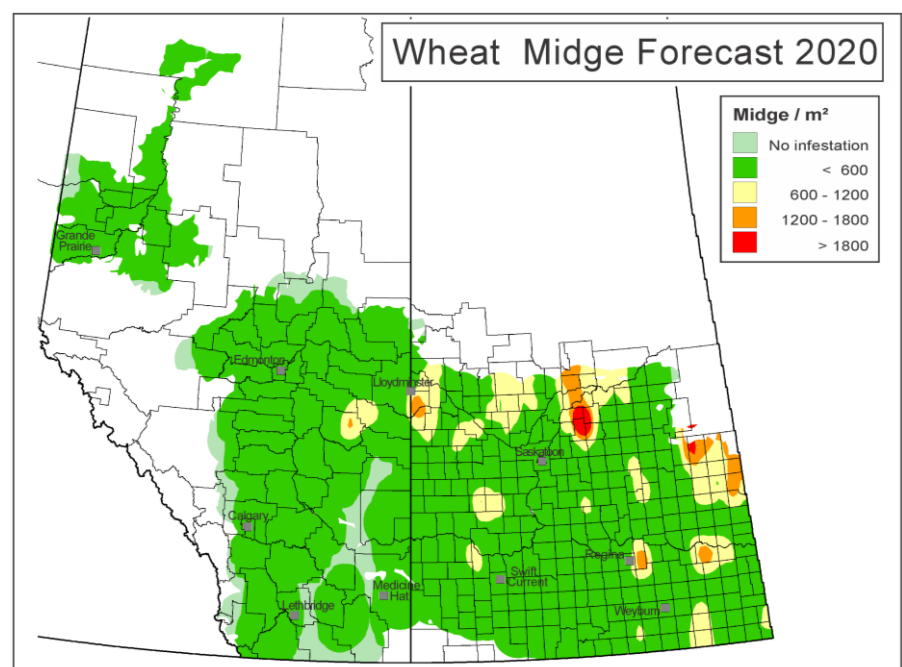 Wheat Midge Forecast 2020
Midge / m²
No infestation
< 600
600 - 1200
1200 - 1800
> 1800
Grande
Prairie
Edmonton
Lloydminster
Saskatoon
Calgary
Regina
Swift
Current
Medicine
Hat
Lethbridge
Weyburn